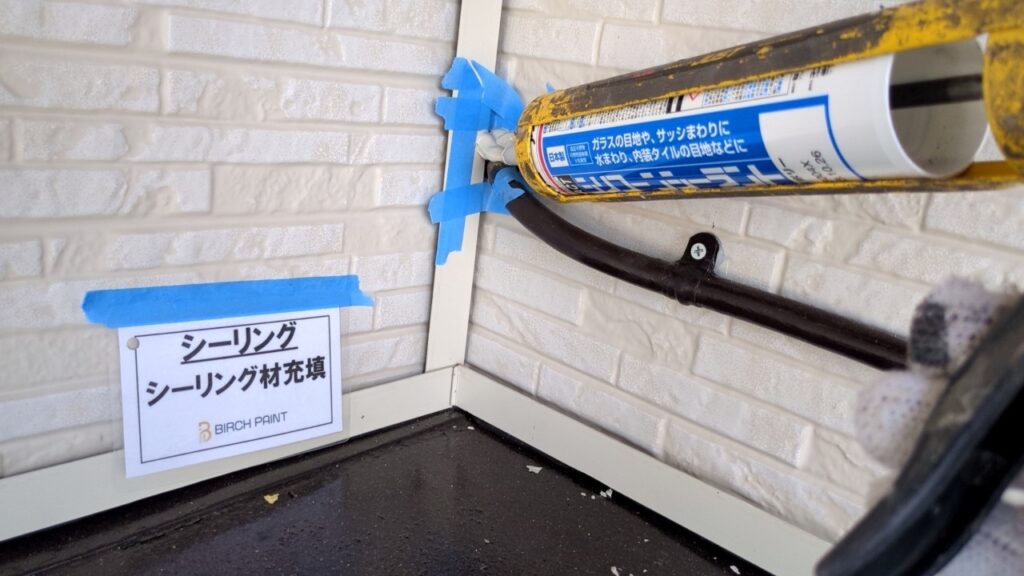 シーリング
シーリング材充填
BIRCH PAINT
日本製
ガラスの目地や、サッシまわりに
水まわり、内装タイルの目地などに